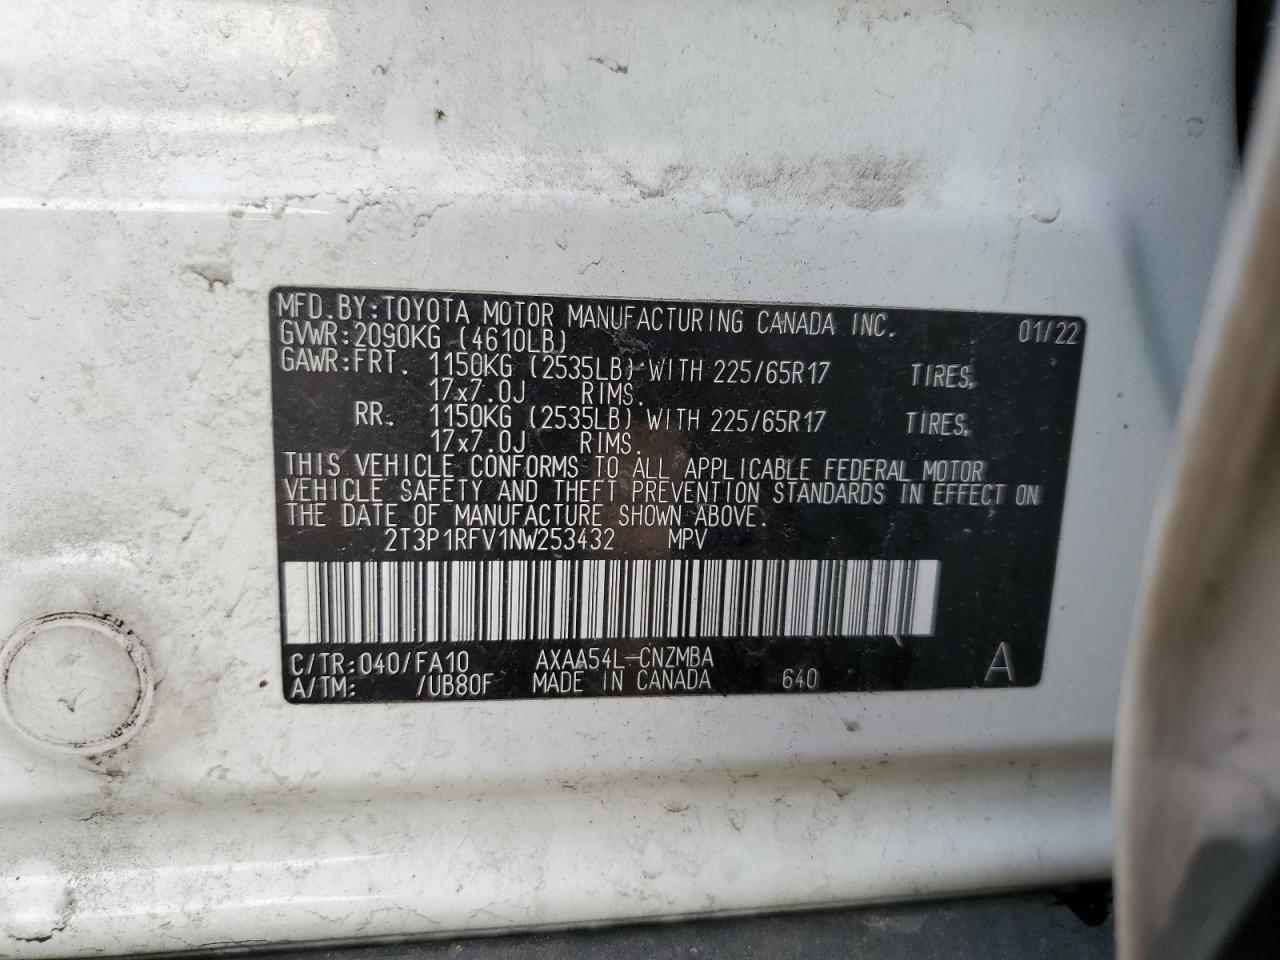 MFD.BY:TOYOTA MOTOR MANUFACTURING CANADA INC. 01/22
GVWR:2090KG (4610LB)
GAWR:FRT. 1150KG (2535LB) WITH 225/65R17 TIRES,
17x7.0J RIMS.
RR. 1150KG (2535LB) WITH 225/65R17 TIRES,
17x7.0J RIMS.
THIS VEHICLE CONFORMS TO ALL APPLICABLE FEDERAL MOTOR
VEHICLE SAFETY AND THEFT PREVENTION STANDARDS IN EFFECT ON
THE DATE OF MANUFACTURE SHOWN ABOVE.
2T3P1RFV1NW253432 MPV
C/TR:040/FA10 AXAA54L-CNZMBA
A/TM: /UB80F MADE IN CANADA 640 A